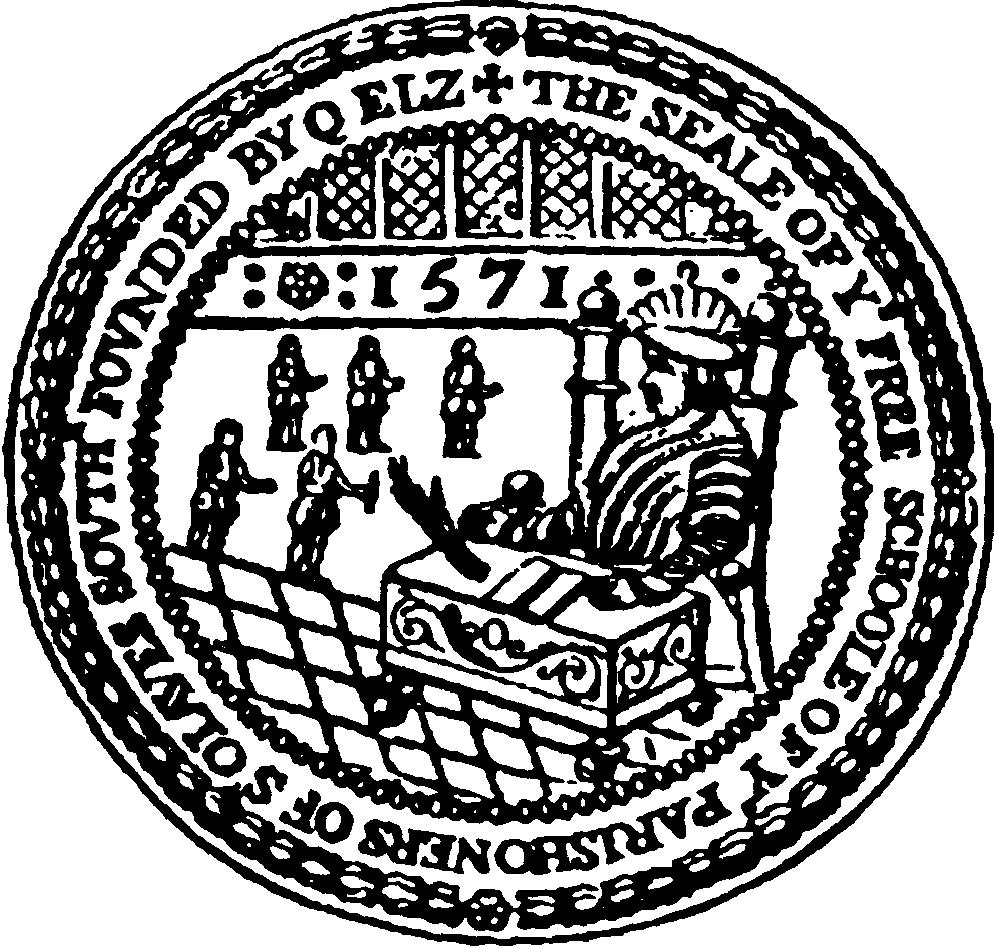 ✠ THE SEALE OF Y FREE SCHOOLE OF Y PARISHONERS OF S OLAVES SOVTH FOVNDED BY Q ELZ
1571